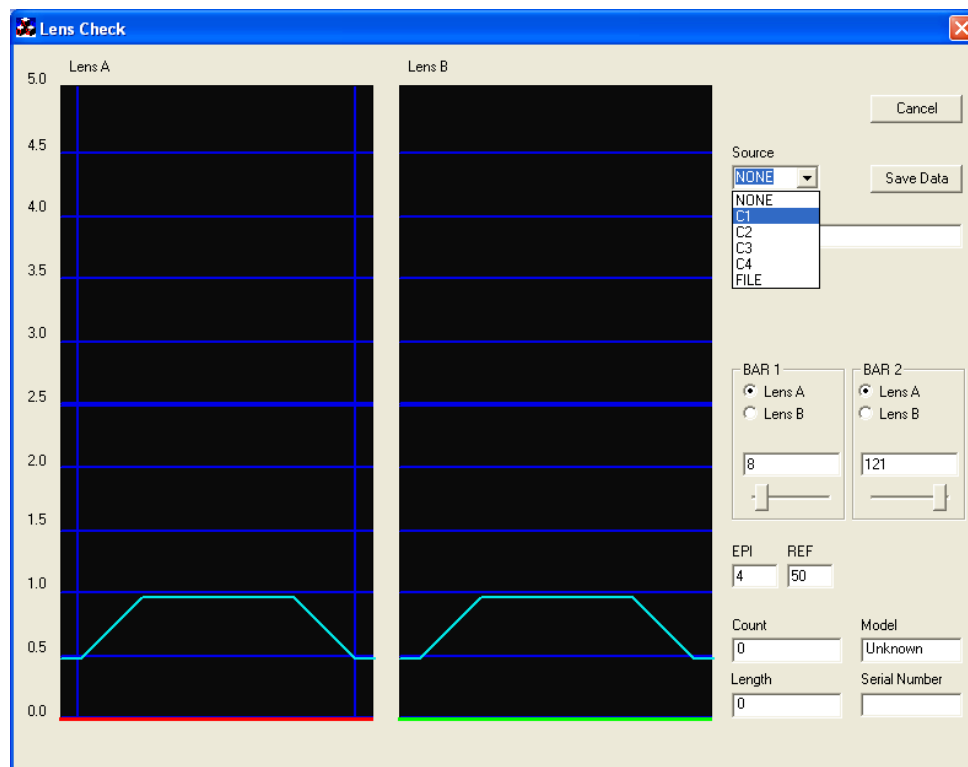 Lens Check
Lens A
Lens B
5.0
4.5
4.0
3.5
3.0
2.5
2.0
1.5
1.0
0.5
0.0
Cancel
Source
NONE
Save Data
NONE
C1
C2
C3
C4
FILE
BAR 1
Lens A
Lens B
8
BAR 2
Lens A
Lens B
121
EPI
REF
4
50
Count
Model
0
Unknown
Length
Serial Number
0